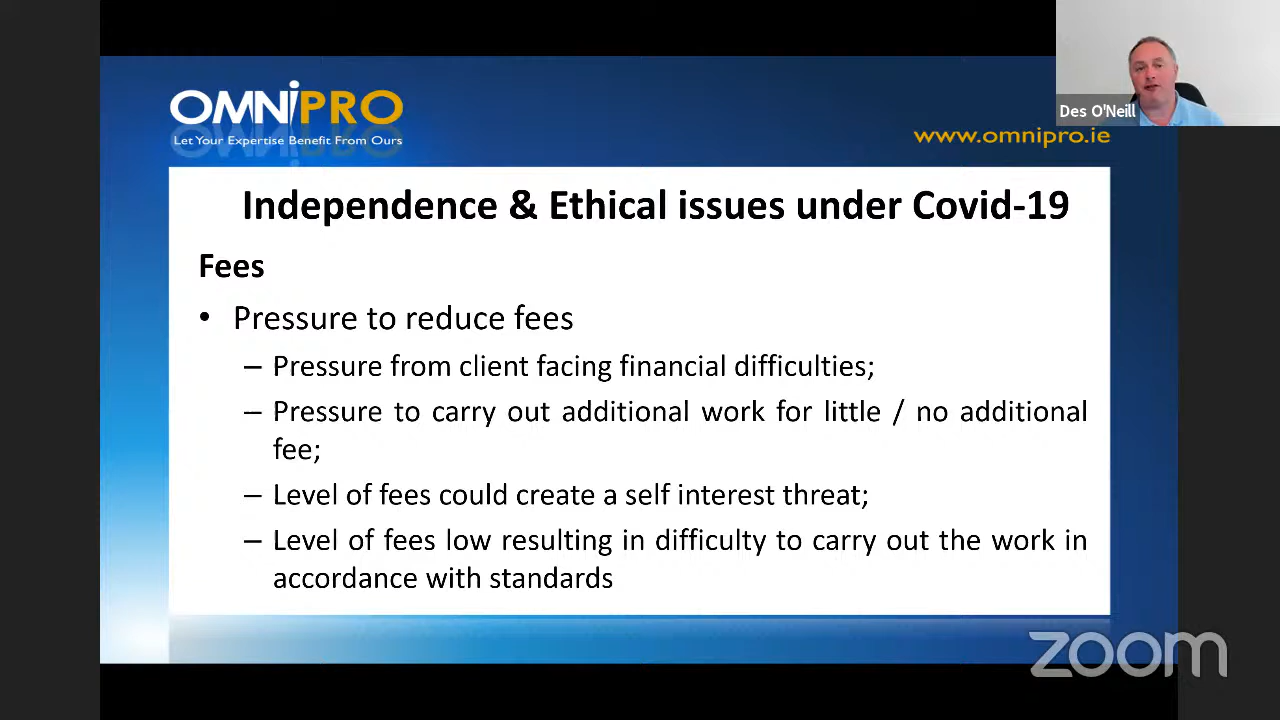 OMNiPRO
Let Your Expertise Benefit From Ours
Des O'Neill
www.omnipro.ie
Independence & Ethical issues under Covid-19
Fees
• Pressure to reduce fees
– Pressure from client facing financial difficulties;
– Pressure to carry out additional work for little / no additional
fee;
– Level of fees could create a self interest threat;
– Level of fees low resulting in difficulty to carry out the work in
accordance with standards
zoom